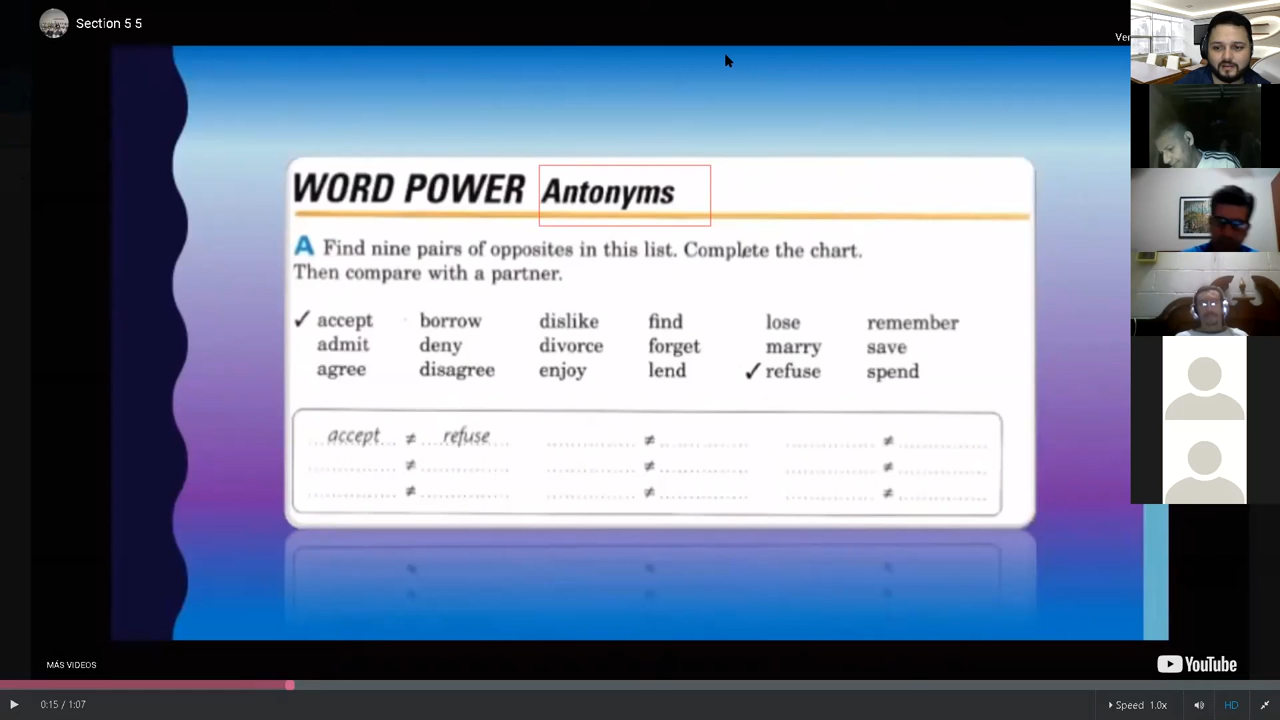 Section 5 5
Ver
WORD POWER Antonyms
A Find nine pairs of opposites in this list. Complete the chart.
Then compare with a partner.
✓ accept borrow dislike find lose remember
admit deny divorce forget marry save
agree disagree enjoy lend ✓ refuse spend
accept ≠ refuse ≠ ≠
≠ ≠ ≠
≠ ≠ ≠
MÁS VIDEOS
YouTube
0:15 / 1:07
Speed 1.0x
HD